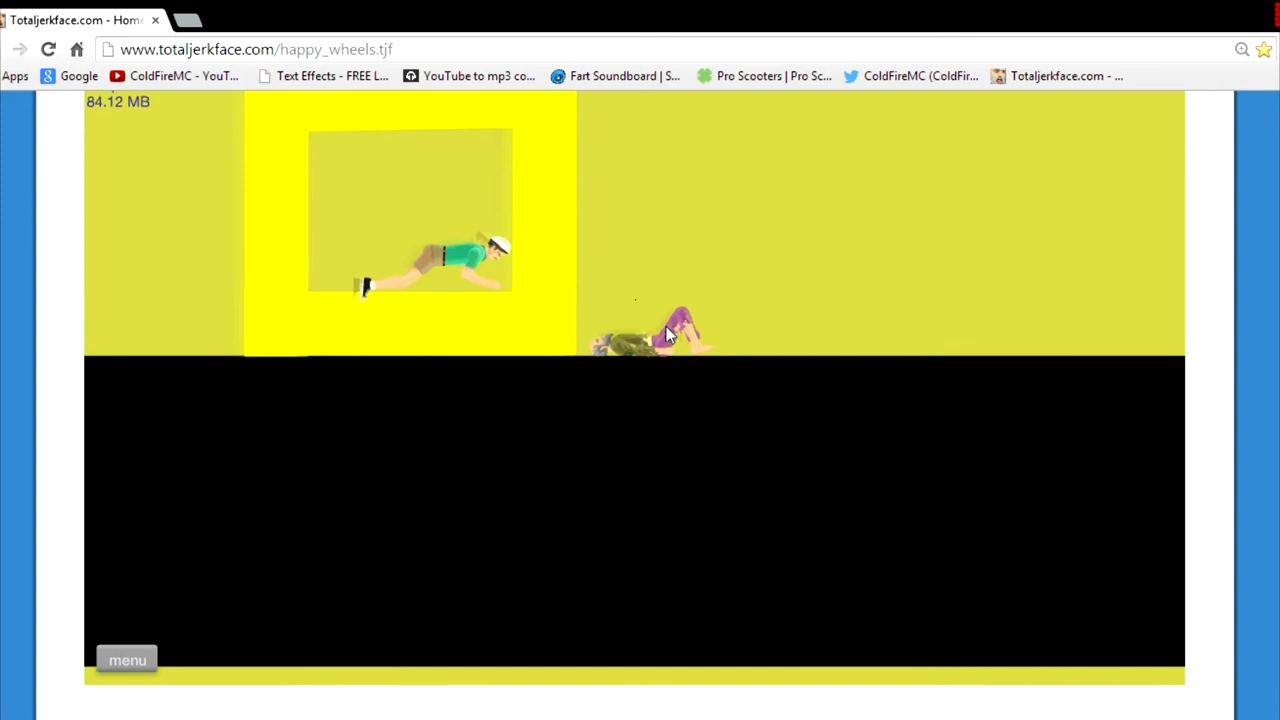 Totaljerkface.com - Hom
www.totaljerkface.com/happy_wheels.tjf
Apps Google ColdFireMC - YouT... Text Effects - FREE L... YouTube to mp3 co... Fart Soundboard | S... Pro Scooters | Pro Sc... ColdFireMC (ColdFir... Totaljerkface.com - ...
84.12 MB
menu